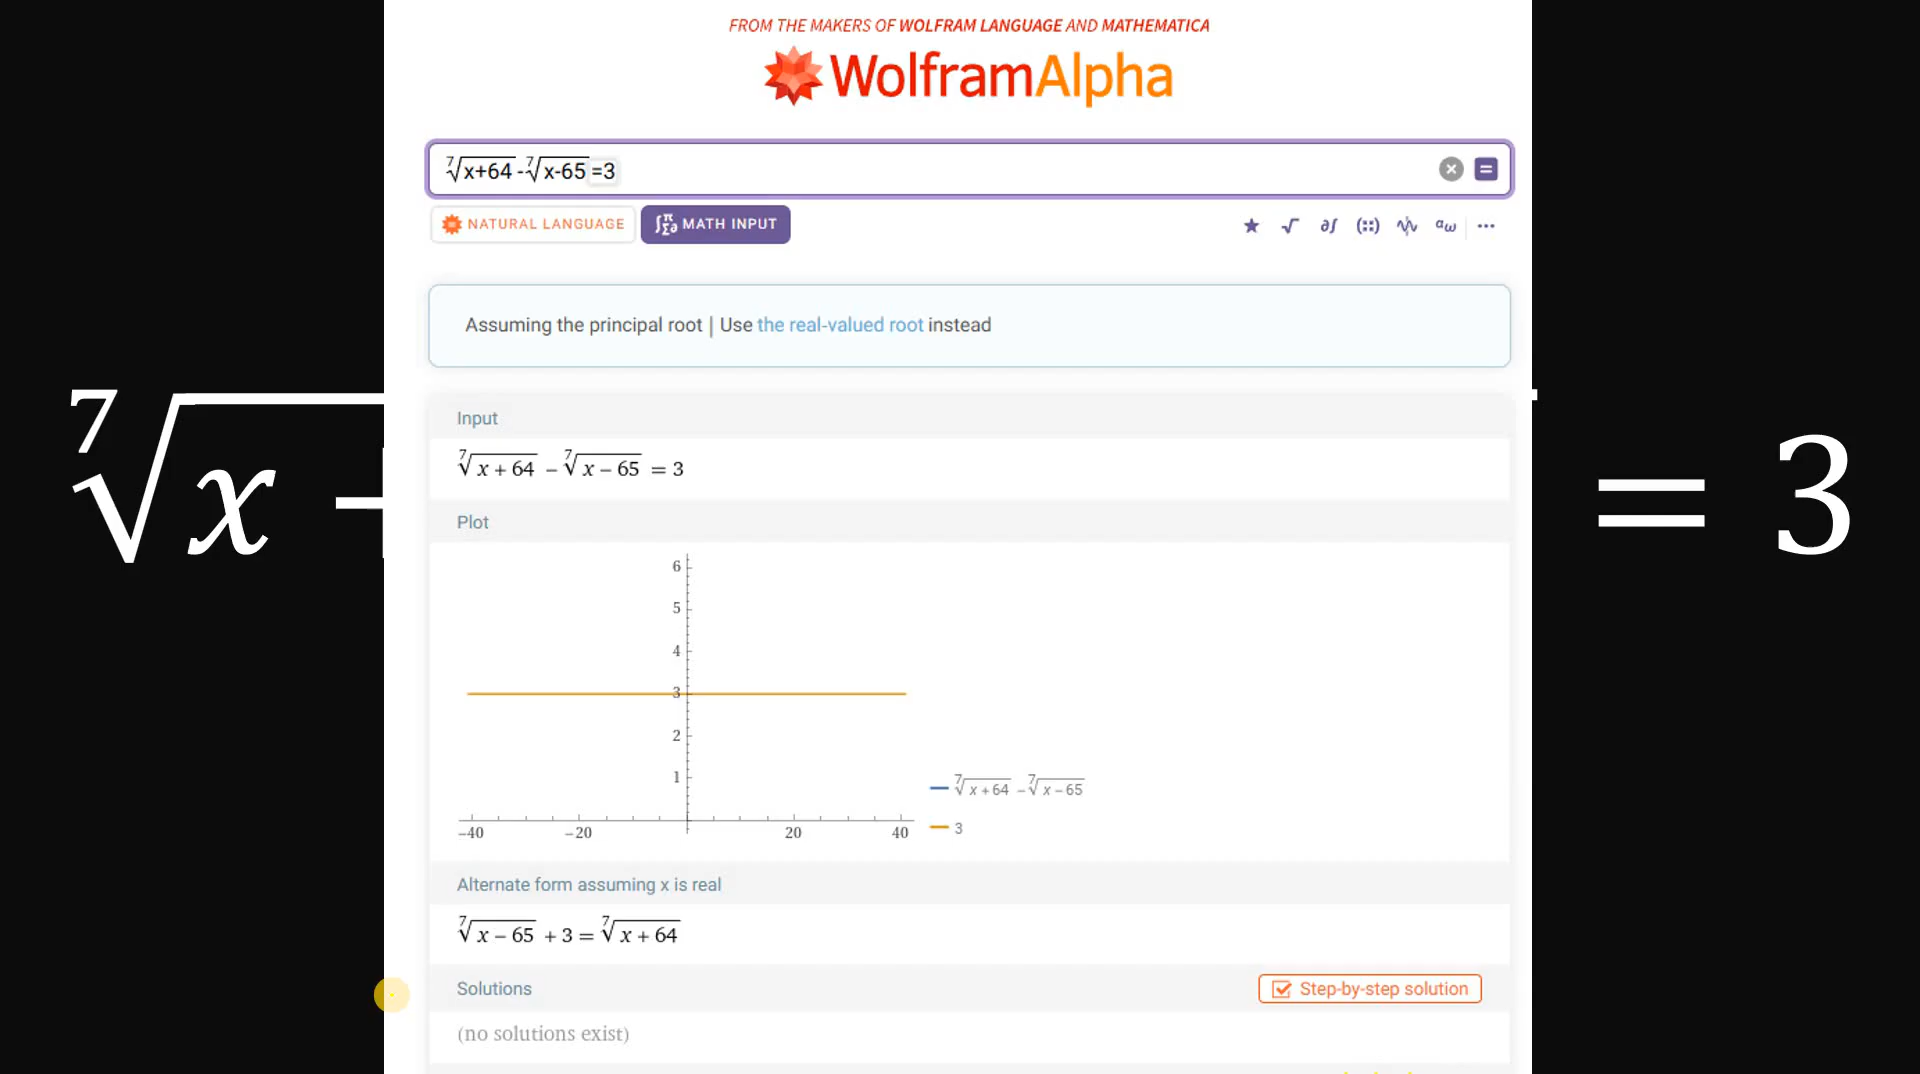 FROM THE MAKERS OF WOLFRAM LANGUAGE AND MATHEMATICA
WolframAlpha
⁷√x+64 -⁷√x-65 =3
NATURAL LANGUAGE
∫π Σ∂ MATH INPUT
√ ∂∫ αω ...
Assuming the principal root | Use the real-valued root instead
Input
⁷√x + 64 − ⁷√x − 65 = 3
Plot
6
5
4
3
2
1
−40 −20 20 40
⁷√x + 64 − ⁷√x − 65
3
Alternate form assuming x is real
⁷√x − 65 + 3 = ⁷√x + 64
Solutions
Step-by-step solution
(no solutions exist)
⁷√x = 3